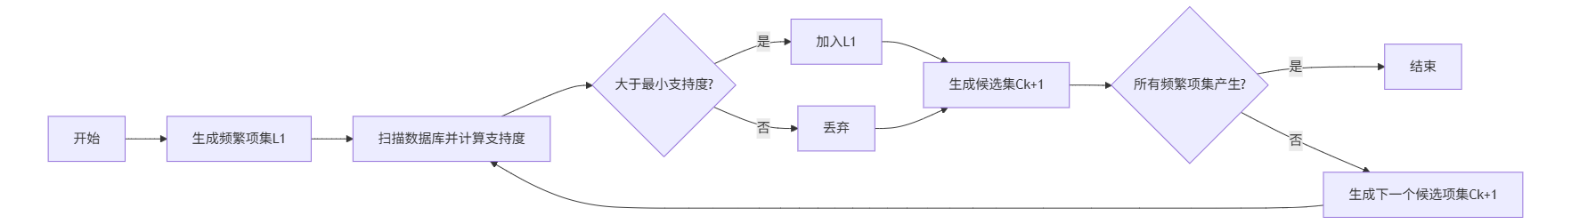 开始
生成频繁项集L1
扫描数据库并计算支持度
大于最小支持度?
是
加入L1
否
丢弃
生成候选集Ck+1
所有频繁项集产生?
是
结束
否
生成下一个候选项集Ck+1